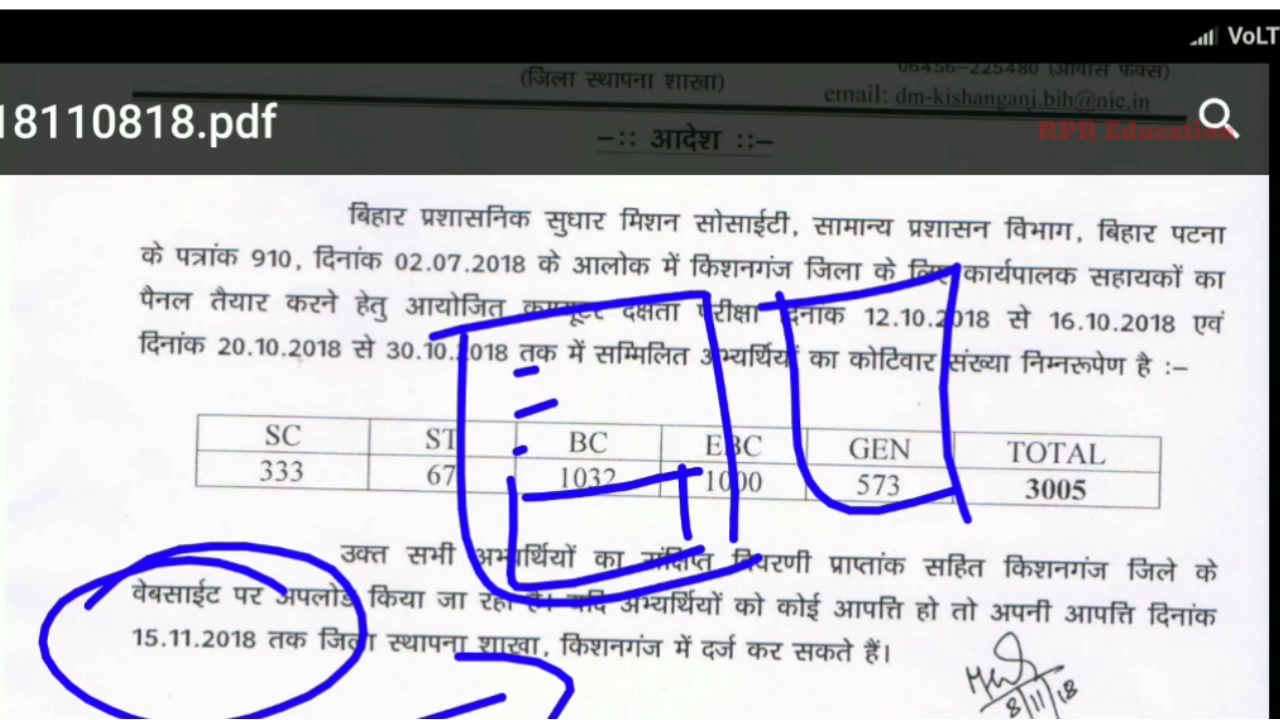 VoLT
(जिला स्थापना शाखा)
06456-225480 (आवास फैक्स)
email: dm-kishanganj.bih@nic.in
18110818.pdf
RPR Education
-:: आदेश ::-
बिहार प्रशासनिक सुधार मिशन सोसाईटी, सामान्य प्रशासन विभाग, बिहार पटना
के पत्रांक 910, दिनांक 02.07.2018 के आलोक में किशनगंज जिला के लिए कार्यपालक सहायकों का
पैनल तैयार करने हेतु आयोजित कम्प्यूटर दक्षता परीक्षा दिनांक 12.10.2018 से 16.10.2018 एवं
दिनांक 20.10.2018 से 30.10.2018 तक में सम्मिलित अभ्यर्थियों का कोटिवार संख्या निम्नरूपेण है :-
SC ST BC EBC GEN TOTAL
333 67 1032 1000 573 3005
उक्त सभी अभ्यर्थियों का संक्षिप्त विवरणी प्राप्तांक सहित किशनगंज जिले के
वेबसाईट पर अपलोड किया जा रहा है। यदि अभ्यर्थियों को कोई आपत्ति हो तो अपनी आपत्ति दिनांक
15.11.2018 तक जिला स्थापना शाखा, किशनगंज में दर्ज कर सकते हैं।
8/11/18